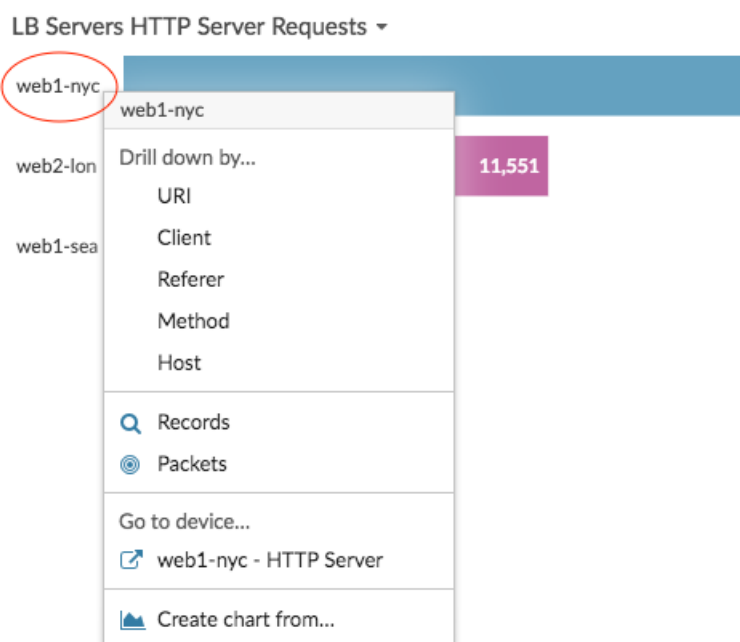 LB Servers HTTP Server Requests
web1-nyc
web1-nyc
Drill down by...
web2-lon
11,551
URI
Client
web1-sea
Referer
Method
Host
Records
Packets
Go to device...
web1-nyc - HTTP Server
Create chart from...